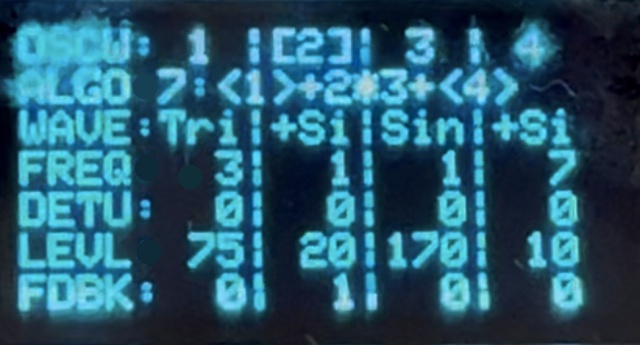 OSCW: 1 |[2]| 3 | 4
ALGO 7:<1>+2*3+<4>
WAVE:Tri|+Si|Sin|+Si
FREQ 3| 1| 1| 7
DETU: 0| 0| 0| 0
LEVL 75| 20|170| 10
FDBK: 0| 1| 0| 0